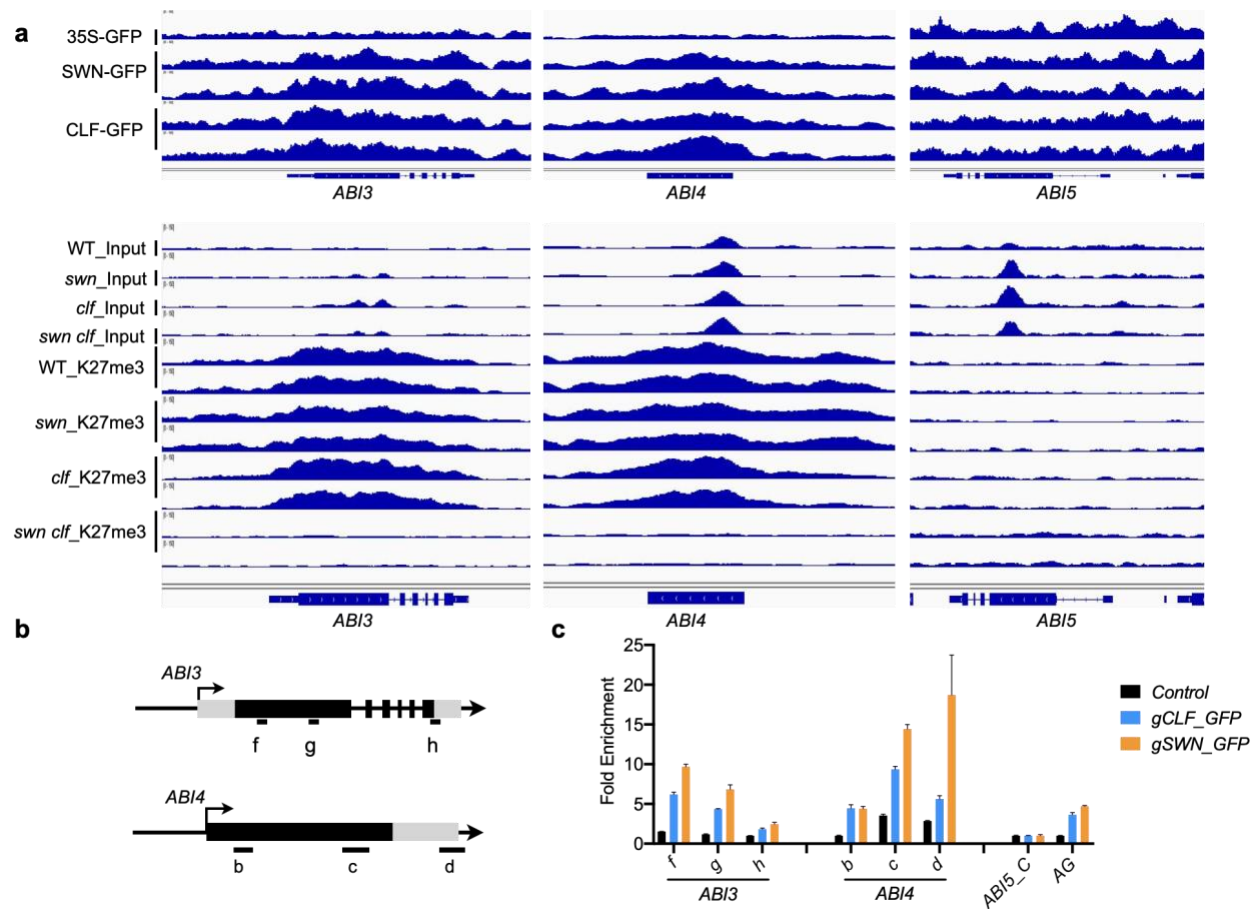 a
35S-GFP
SWN-GFP
CLF-GFP
ABI3 ABI4 ABI5
WT_Input
swn_Input
clf_Input
swn clf_Input
WT_K27me3
swn_K27me3
clf_K27me3
swn clf_K27me3
ABI3 ABI4 ABI5
b
ABI3
f g h
ABI4
b c d
c
Fold Enrichment
25
20
15
10
5
0
f g h b c d ABI5_C AG
ABI3 ABI4
Control
gCLF_GFP
gSWN_GFP